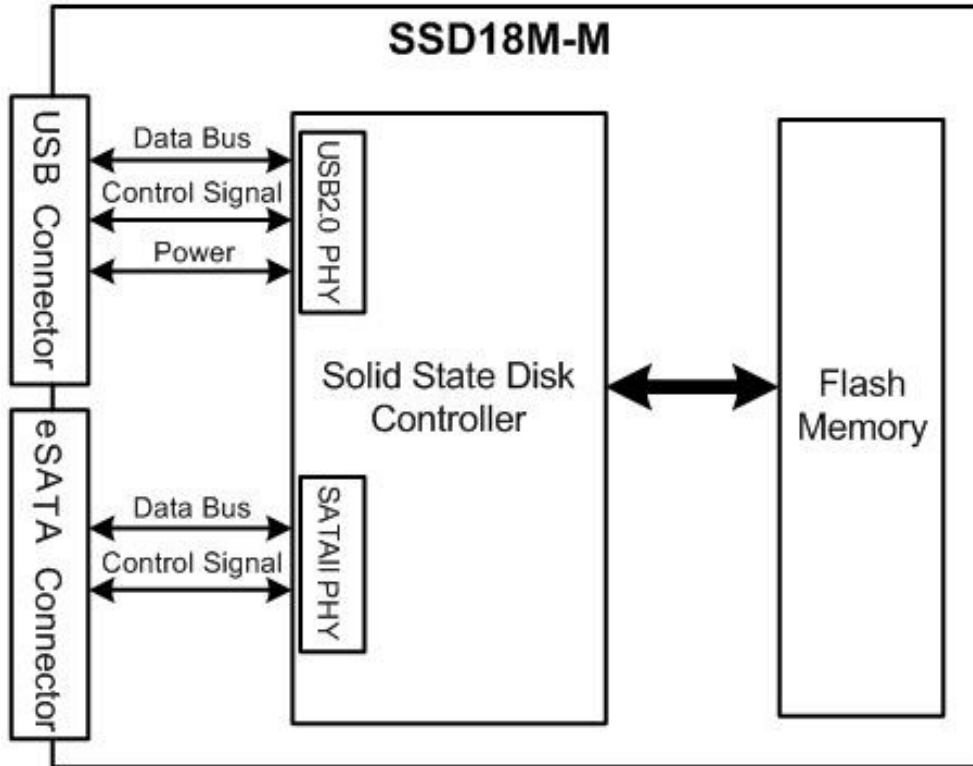 SSD18M-M
USB Connector
Data Bus
Control Signal
Power
USB2.0 PHY
Solid State Disk
Controller
Flash
Memory
eSATA Connector
Data Bus
Control Signal
SATAII PHY